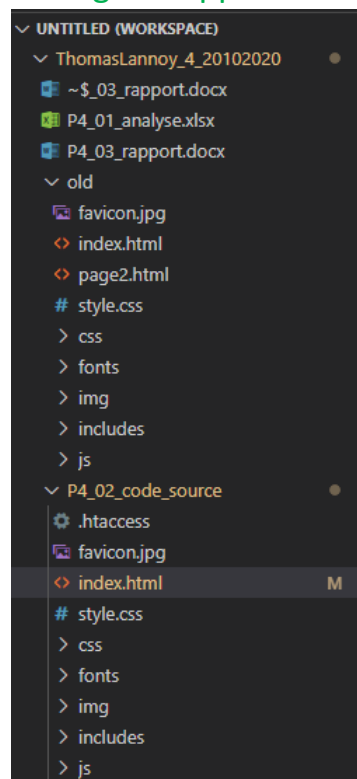 UNTITLED (WORKSPACE)
ThomasLannoy_4_20102020
~$_03_rapport.docx
P4_01_analyse.xlsx
P4_03_rapport.docx
old
favicon.jpg
<> index.html
<> page2.html
# style.css
> css
> fonts
> img
> includes
> js
P4_02_code_source
.htaccess
favicon.jpg
<> index.html M
# style.css
> css
> fonts
> img
> includes
> js